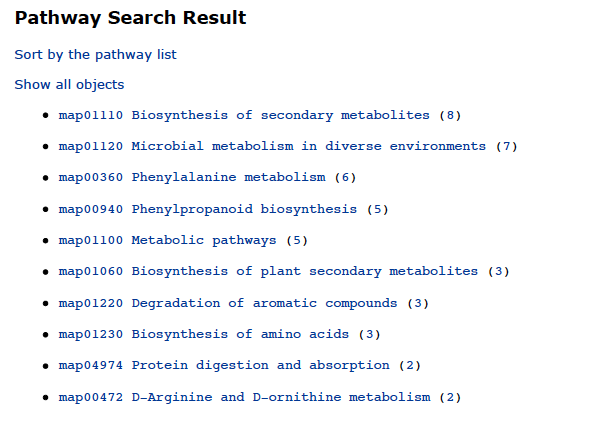 Pathway Search Result
Sort by the pathway list
Show all objects
map01110 Biosynthesis of secondary metabolites (8)
map01120 Microbial metabolism in diverse environments (7)
map00360 Phenylalanine metabolism (6)
map00940 Phenylpropanoid biosynthesis (5)
map01100 Metabolic pathways (5)
map01060 Biosynthesis of plant secondary metabolites (3)
map01220 Degradation of aromatic compounds (3)
map01230 Biosynthesis of amino acids (3)
map04974 Protein digestion and absorption (2)
map00472 D-Arginine and D-ornithine metabolism (2)